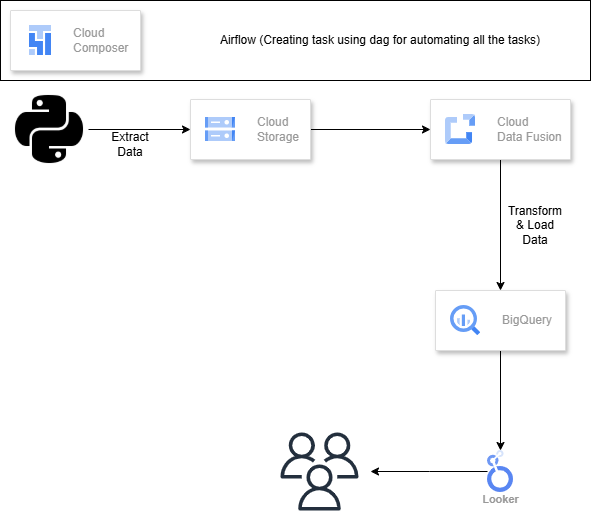 Cloud
Composer
Airflow (Creating task using dag for automating all the tasks)
Extract
Data
Cloud
Storage
Cloud
Data Fusion
Transform
& Load
Data
BigQuery
Looker